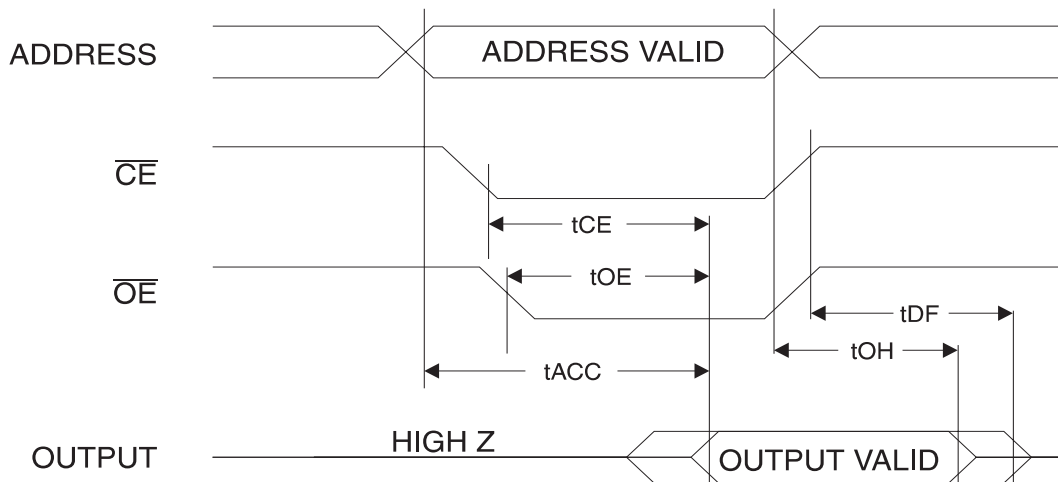 ADDRESS
ADDRESS VALID
CE
tCE
OE
tOE
tDF
tOH
tACC
OUTPUT
HIGH Z
OUTPUT VALID